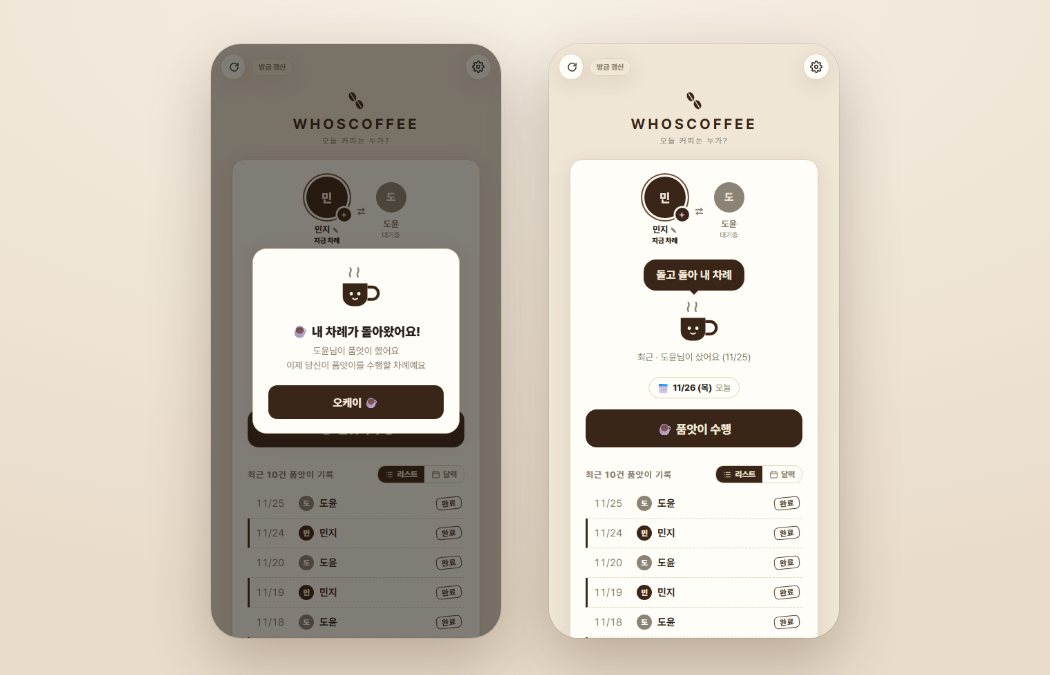 방금 갱신
WHOSCOFFEE
오늘 커피는 누가?
민
도
민지
도윤
지금 차례
대기중
내 차례가 돌아왔어요!
도윤님이 품앗이 했어요
이제 당신이 품앗이를 수행할 차례예요
오케이
최근 10건 품앗이 기록
리스트
달력
11/25 도 도윤 완료
11/24 민 민지 완료
11/20 도 도윤 완료
11/19 민 민지 완료
11/18 도 도윤 완료
방금 갱신
WHOSCOFFEE
오늘 커피는 누가?
민
도
민지
도윤
지금 차례
대기중
돌고 돌아 내 차례
최근 · 도윤님이 샀어요 (11/25)
11/26 (목) 오늘
품앗이 수행
최근 10건 품앗이 기록
리스트
달력
11/25 도 도윤 완료
11/24 민 민지 완료
11/20 도 도윤 완료
11/19 민 민지 완료
11/18 도 도윤 완료